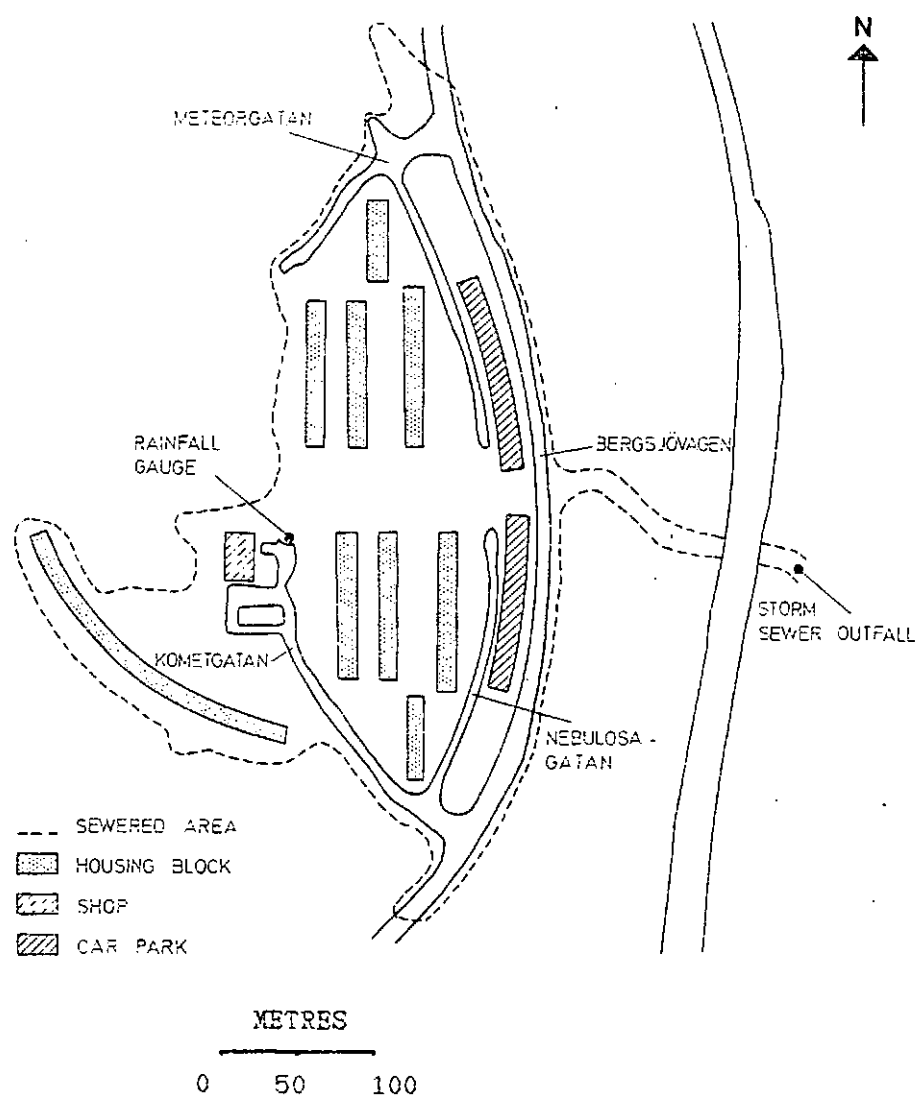 N
METEORGATAN
RAINFALL
GAUGE
BERGSJÖVAGEN
STORM
SEWER OUTFALL
KOMETGATAN
NEBULOSA -
GATAN
SEWERED AREA
HOUSING BLOCK
SHOP
CAR PARK
METRES
0 50 100